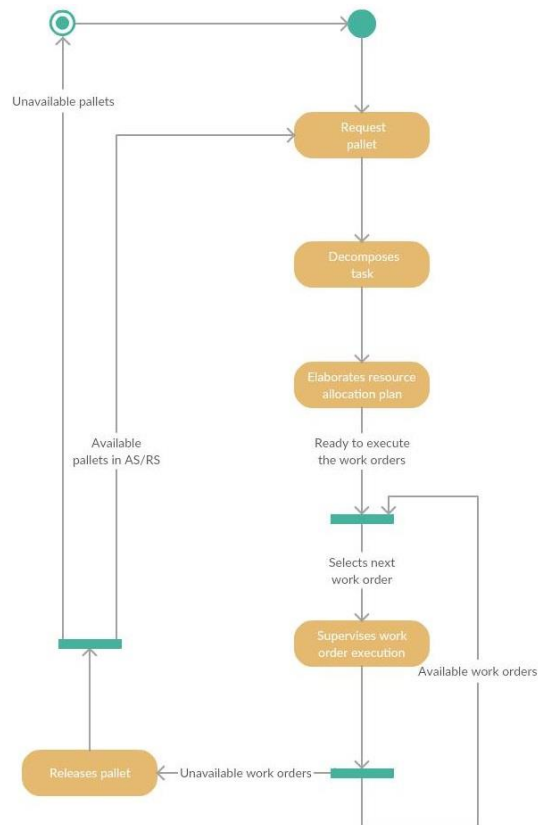 Unavailable pallets
Request
pallet
Decomposes
task
Elaborates resource
allocation plan
Available
pallets in AS/RS
Ready to execute
the work orders
Selects next
work order
Supervises work
order execution
Available work orders
Releases pallet
Unavailable work orders